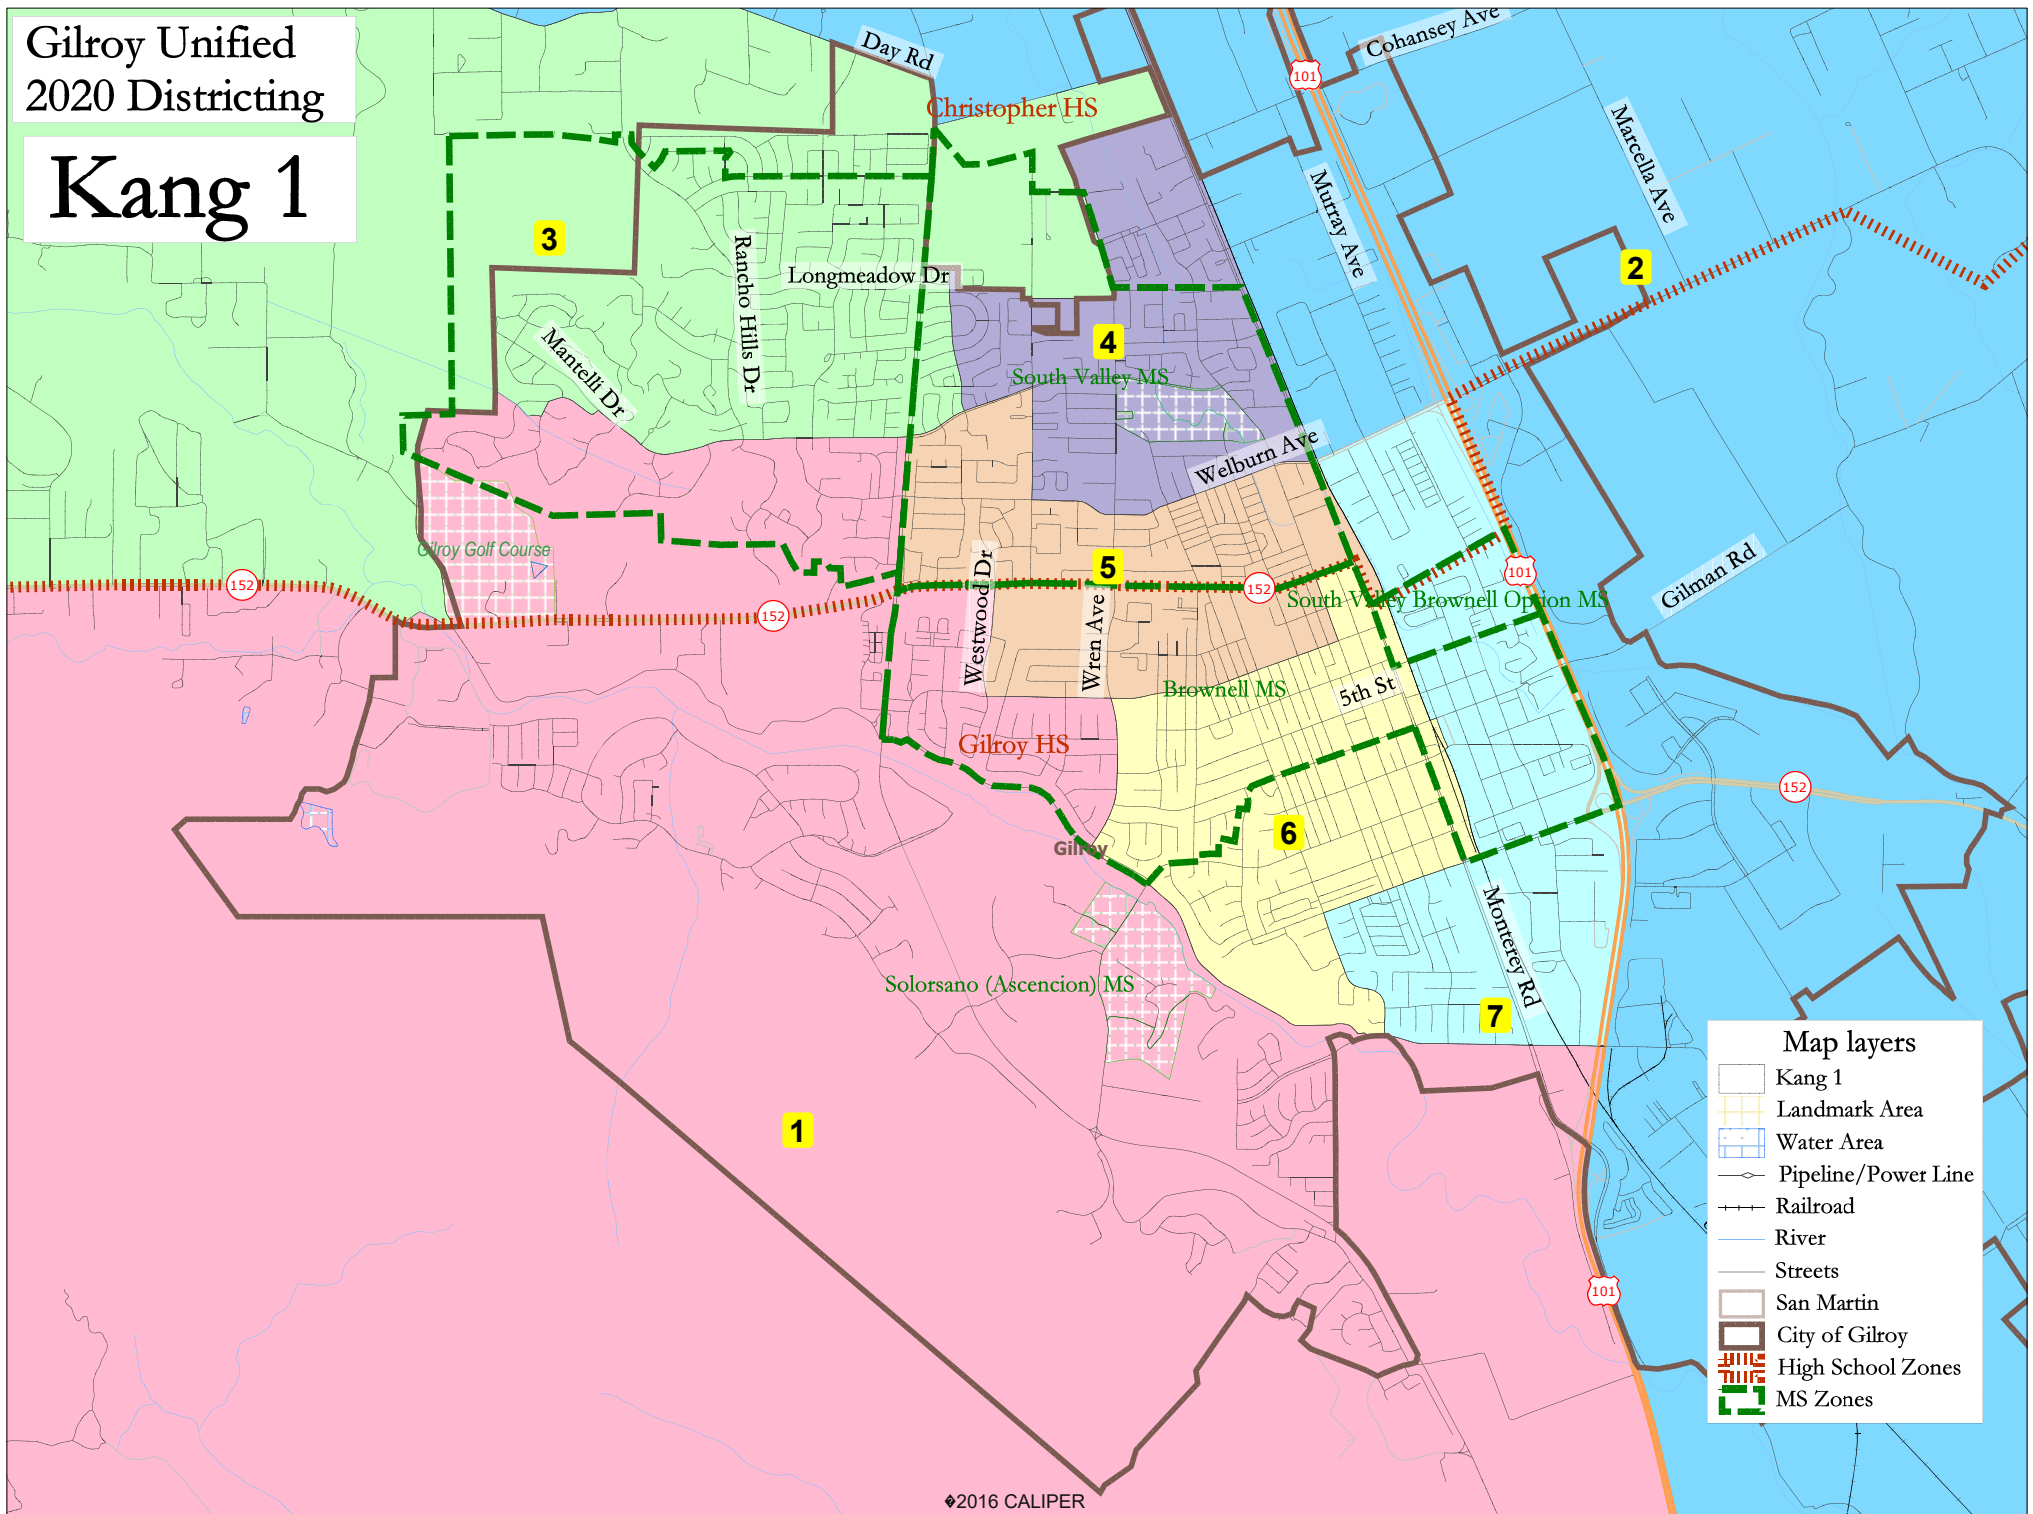 Gilroy Unified
2020 Districting
Kang 1
Day Rd
Cohansey Ave
101
Christopher HS
Marcella Ave
Murray Ave
3
2
Rancho Hills Dr
Longmeadow Dr
Mantelli Dr
4
South Valley MS
Welburn Ave
Gilroy Golf Course
152
152
Westwood Dr
5
Wren Ave
152
101
South Valley Brownell Option MS
Gilman Rd
Brownell MS
5th St
Gilroy HS
152
6
Gilroy
Monterey Rd
Solorsano (Ascencion) MS
7
1
101
Map layers
Kang 1
Landmark Area
Water Area
Pipeline/Power Line
Railroad
River
Streets
San Martin
City of Gilroy
High School Zones
MS Zones
�2016 CALIPER